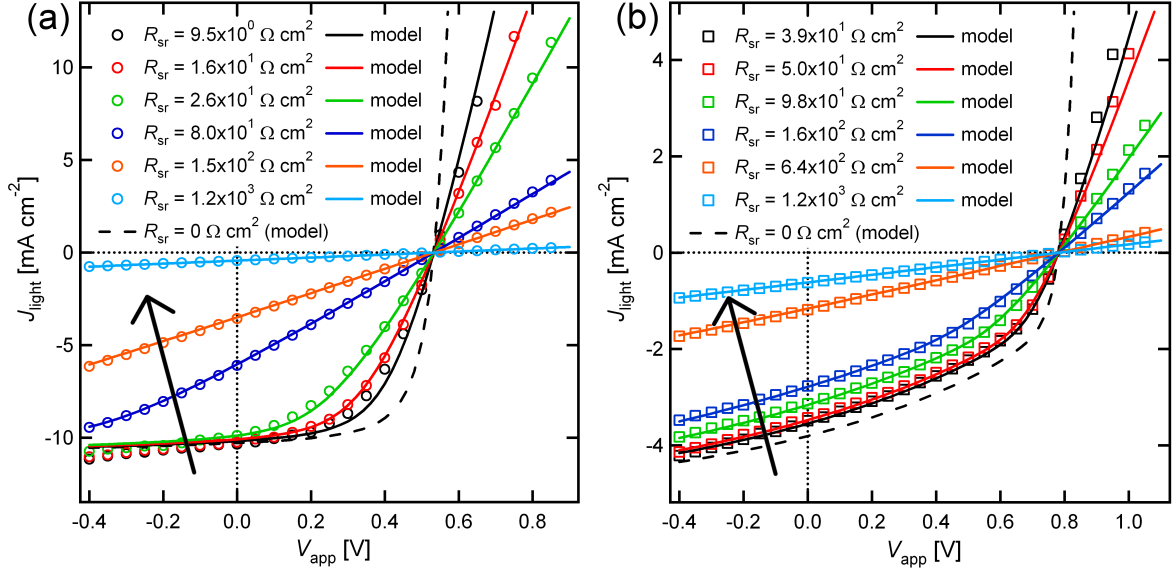 (a)
R_sr = 9.5x10^0 Ω cm^2 model
R_sr = 1.6x10^1 Ω cm^2 model
R_sr = 2.6x10^1 Ω cm^2 model
R_sr = 8.0x10^1 Ω cm^2 model
R_sr = 1.5x10^2 Ω cm^2 model
R_sr = 1.2x10^3 Ω cm^2 model
R_sr = 0 Ω cm^2 (model)
10
5
0
-5
-10
J_light [mA cm^-2]
-0.4 -0.2 0.0 0.2 0.4 0.6 0.8
V_app [V]
(b)
R_sr = 3.9x10^1 Ω cm^2 model
R_sr = 5.0x10^1 Ω cm^2 model
R_sr = 9.8x10^1 Ω cm^2 model
R_sr = 1.6x10^2 Ω cm^2 model
R_sr = 6.4x10^2 Ω cm^2 model
R_sr = 1.2x10^3 Ω cm^2 model
R_sr = 0 Ω cm^2 (model)
4
2
0
-2
-4
J_light [mA cm^-2]
-0.4 -0.2 0.0 0.2 0.4 0.6 0.8 1.0
V_app [V]